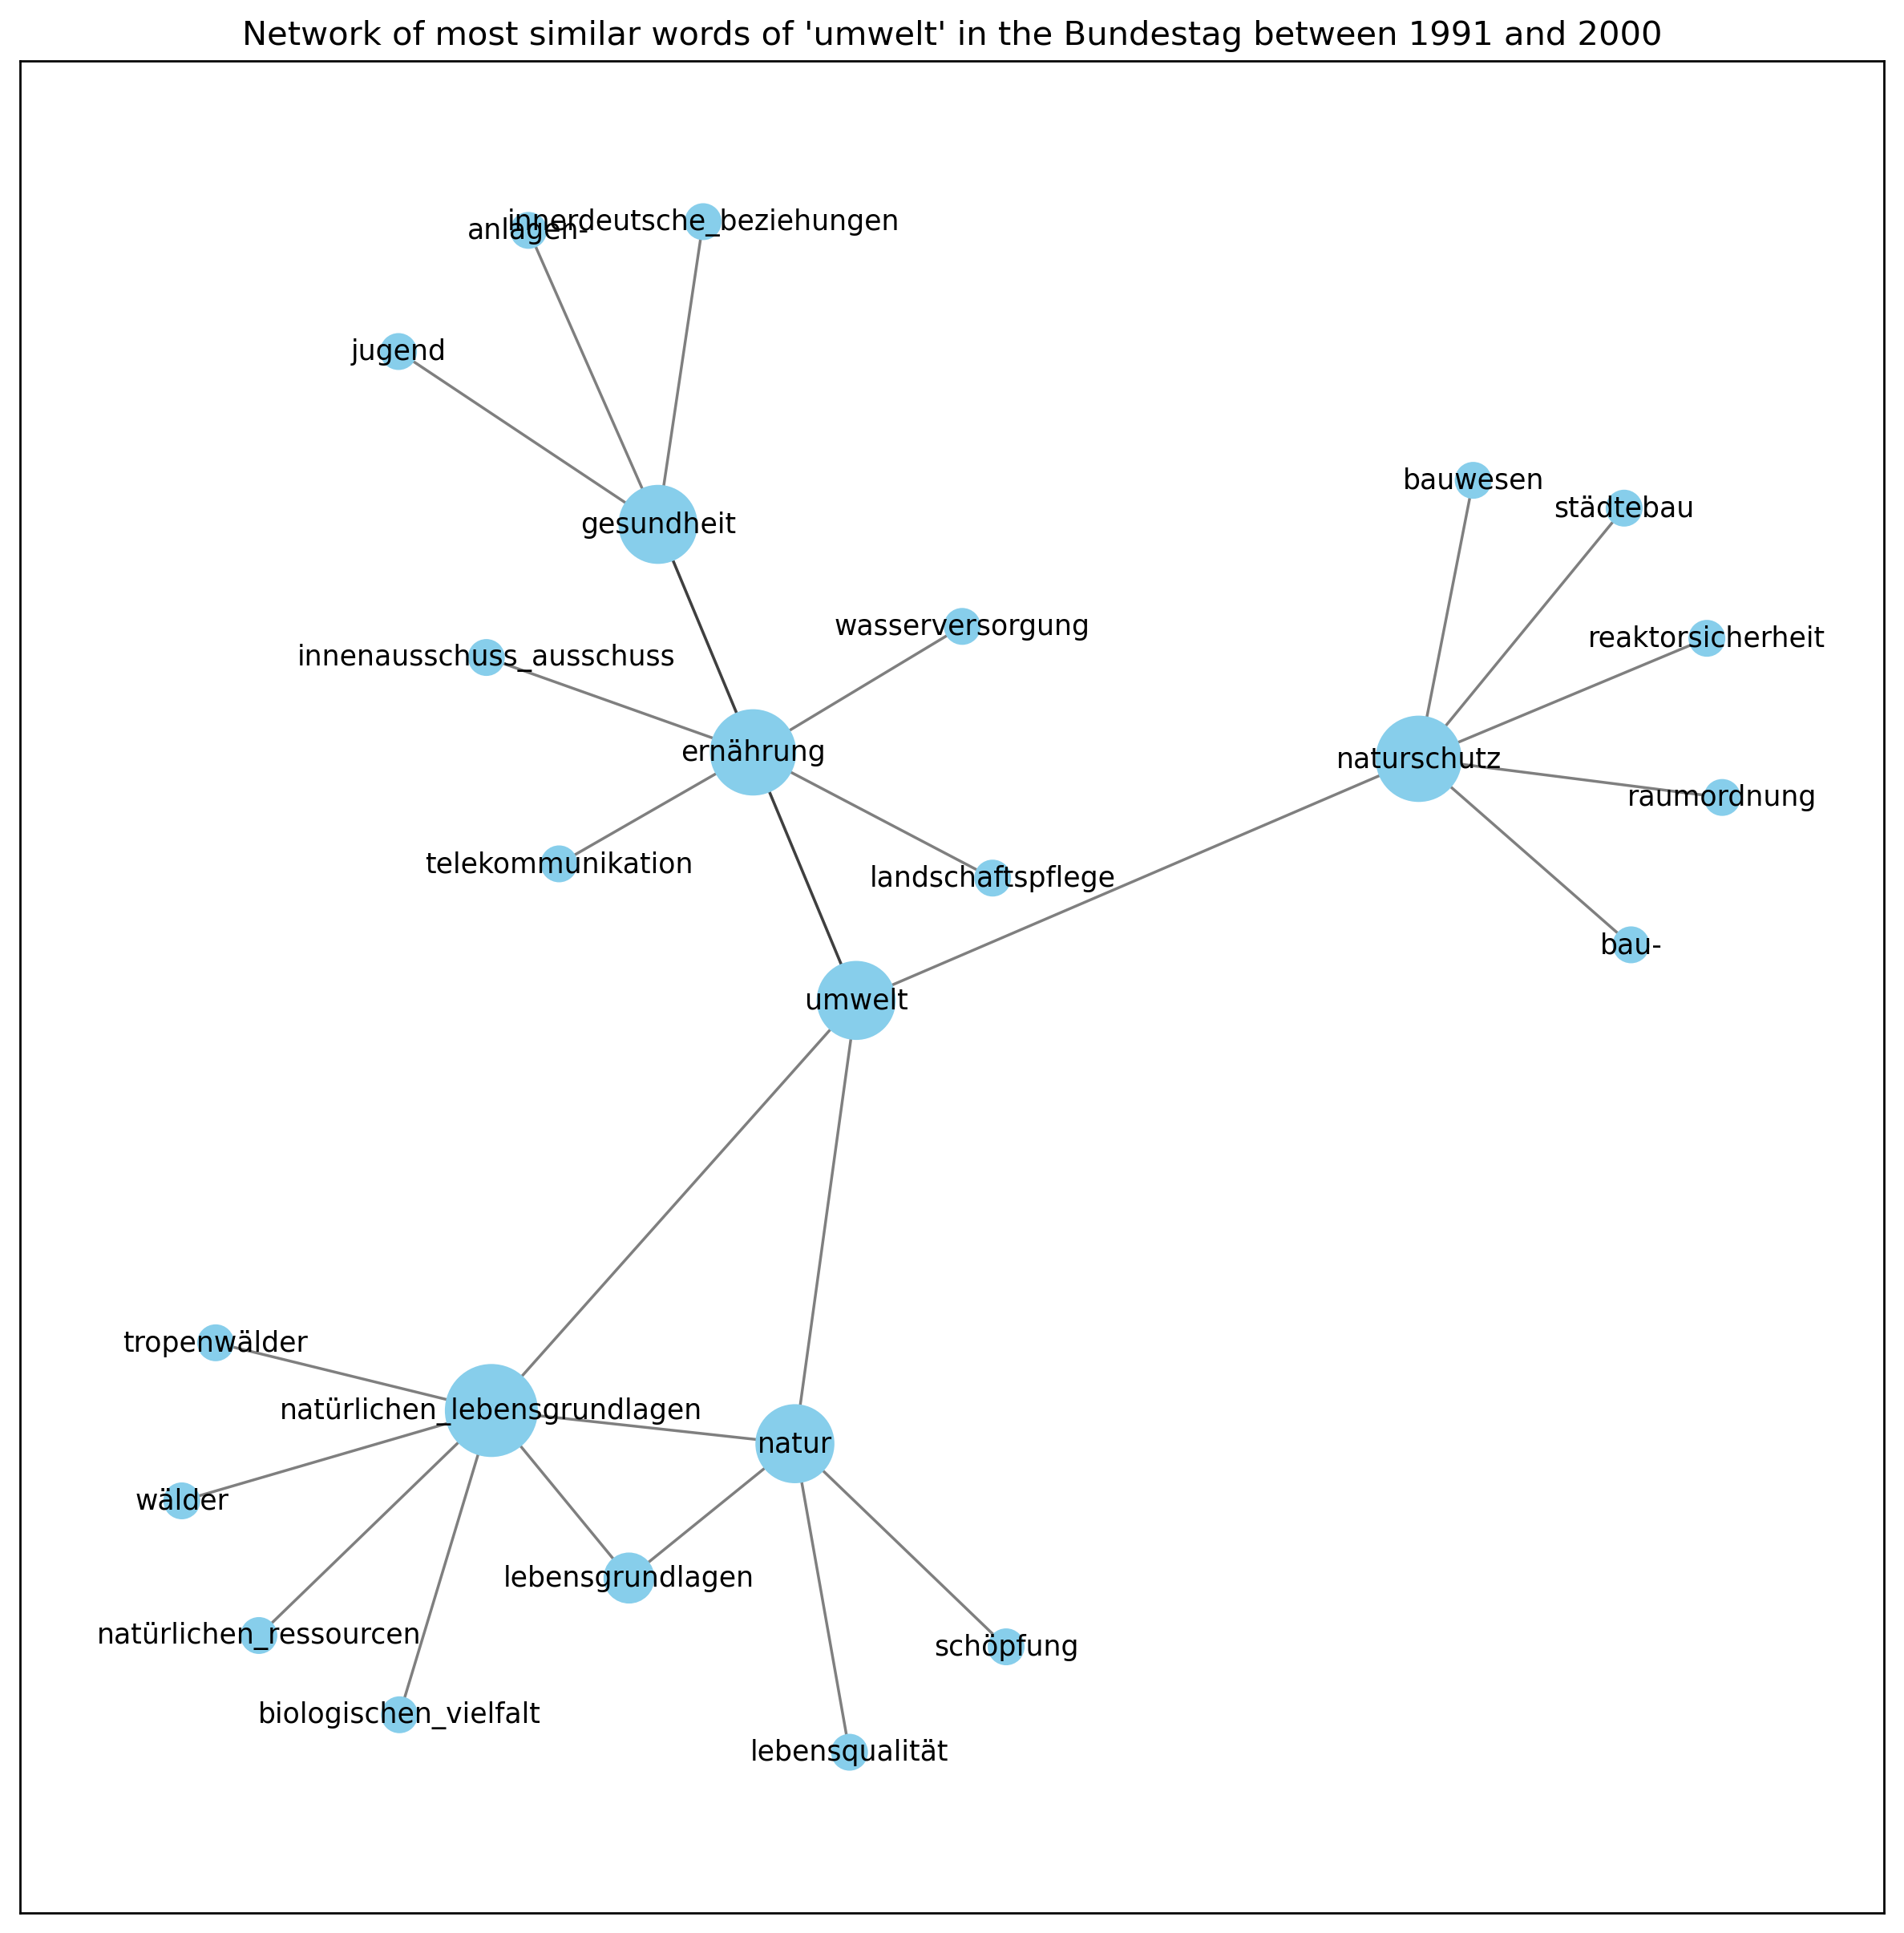 Network of most similar words of 'umwelt' in the Bundestag between 1991 and 2000
innerdeutsche_beziehungen
anlagen-
jugend
bauwesen
städtebau
gesundheit
wasserversorgung
reaktorsicherheit
innenausschuss_ausschuss
ernährung
naturschutz
raumordnung
telekommunikation
landschaftspflege
bau-
umwelt
tropenwälder
natürlichen_lebensgrundlagen
natur
wälder
lebensgrundlagen
natürlichen_ressourcen
schöpfung
biologischen_vielfalt
lebensqualität